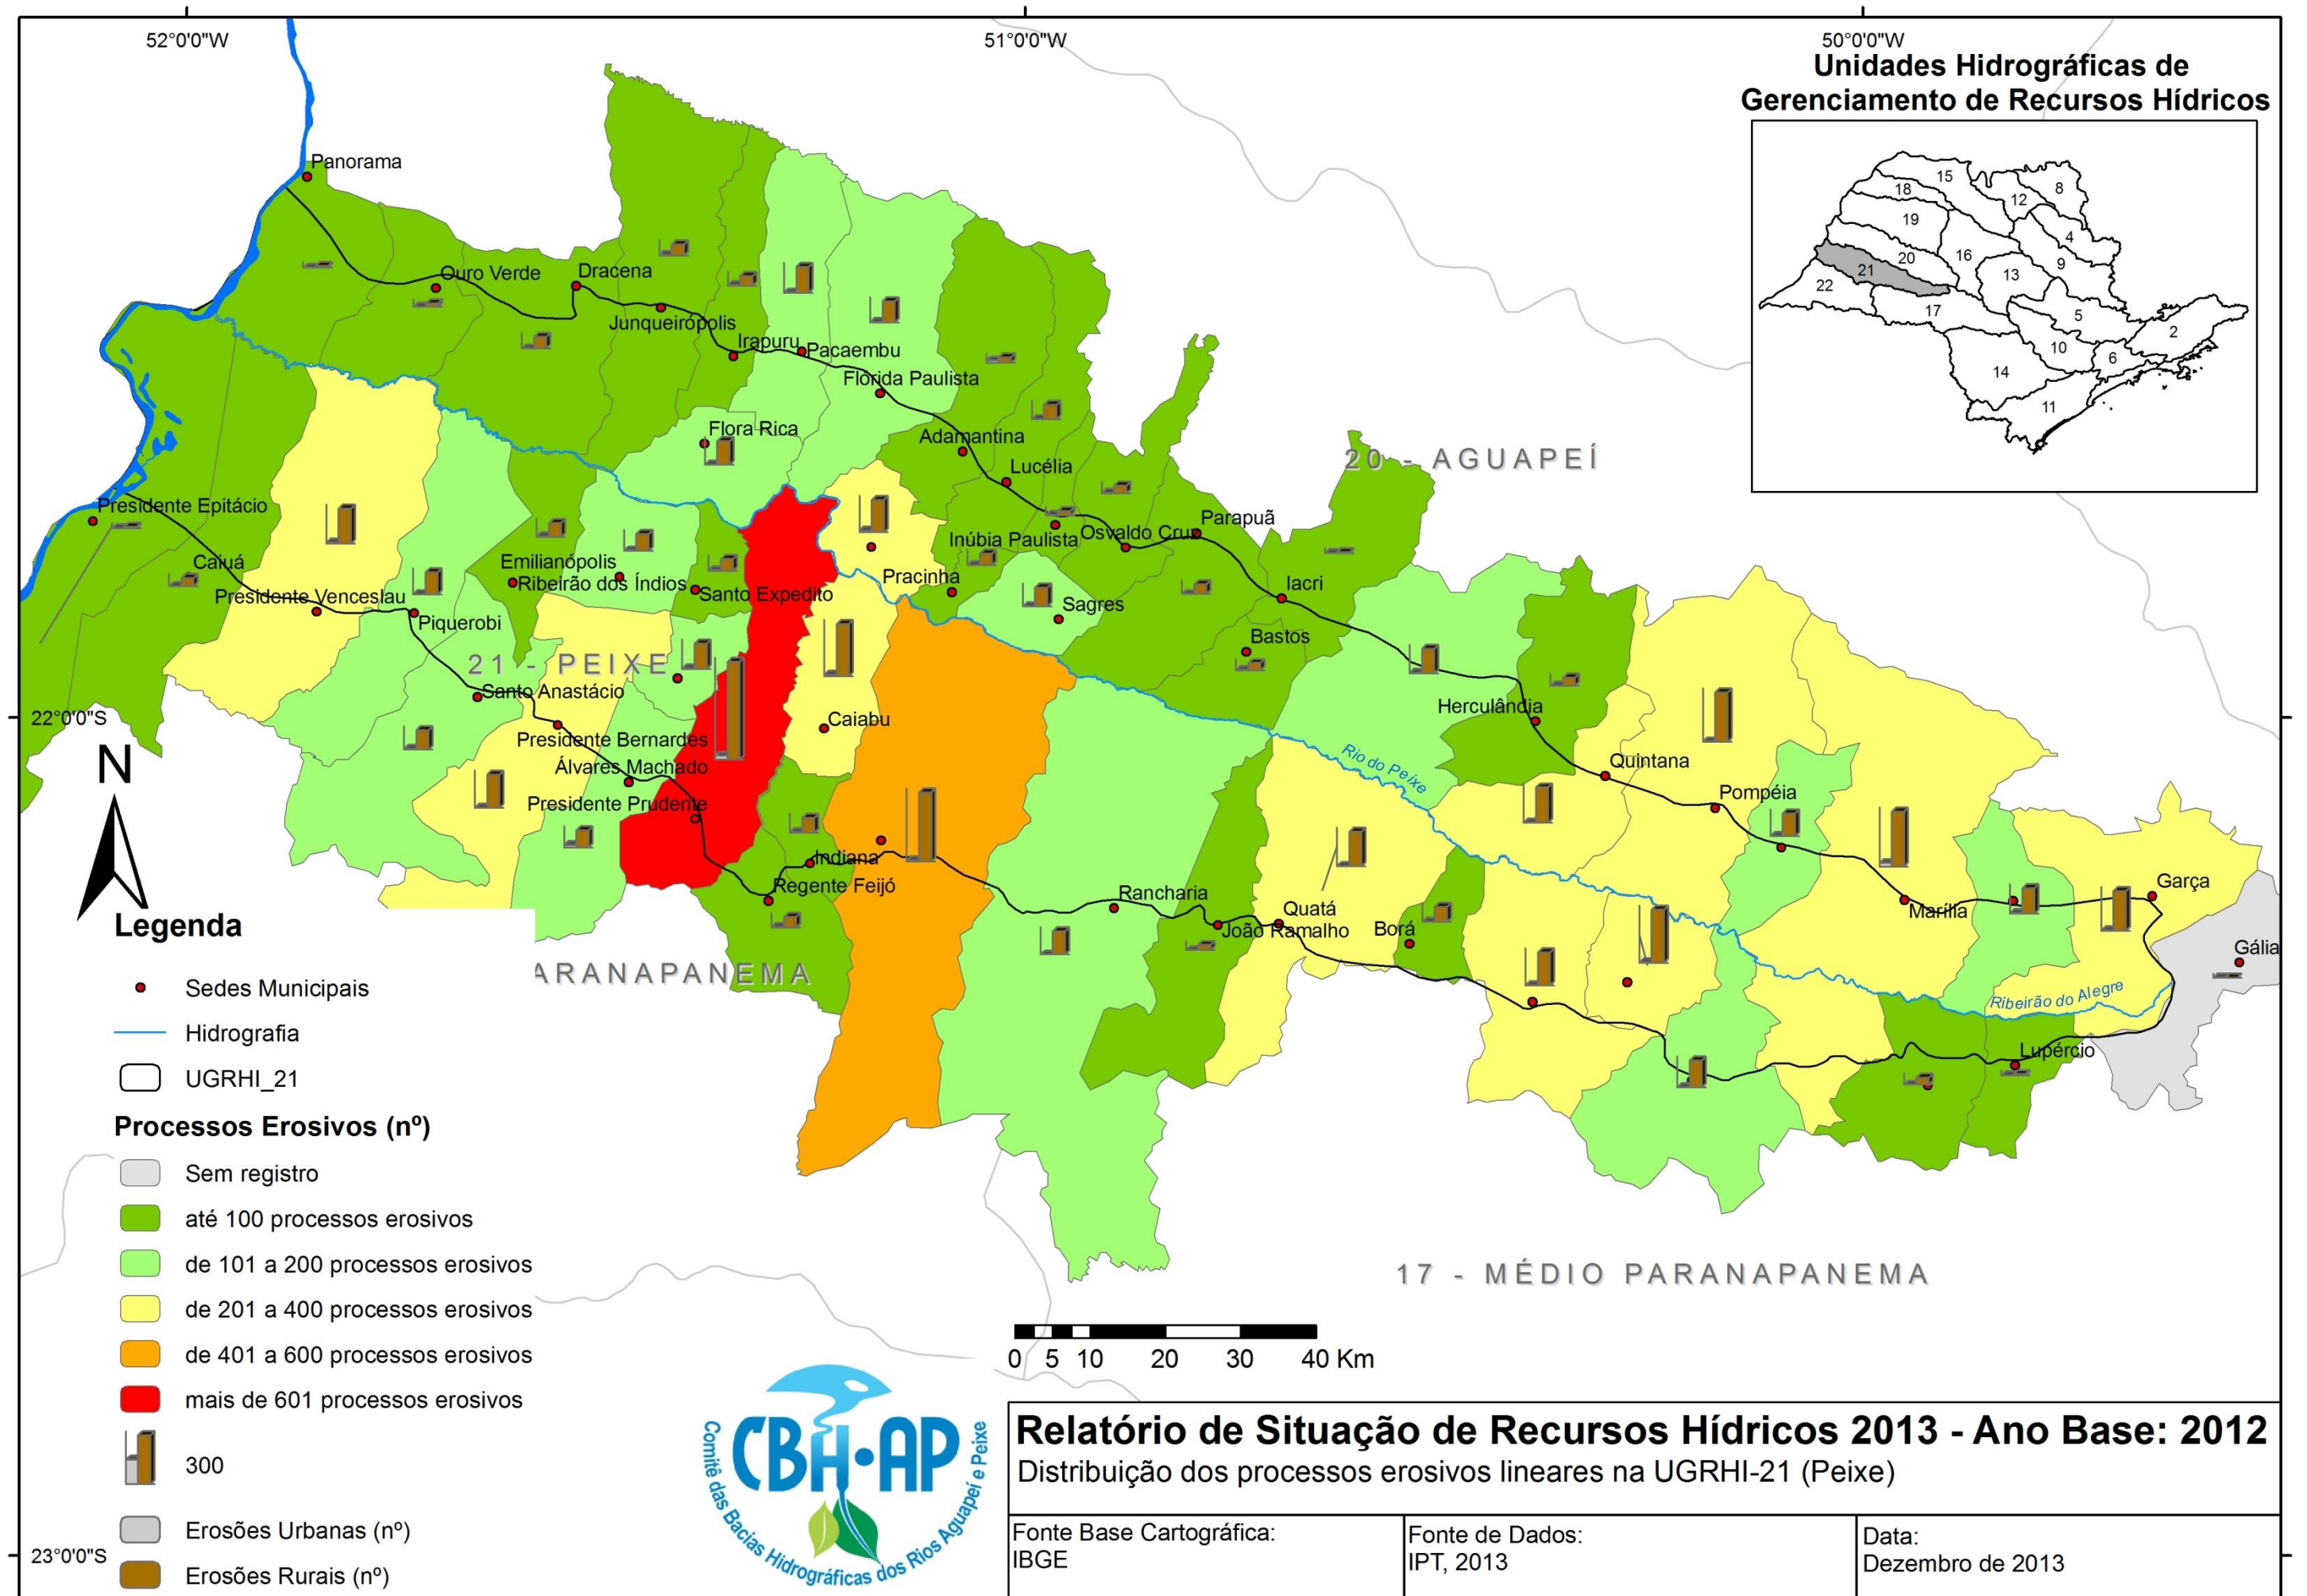 52°0'0"W
51°0'0"W
50°0'0"W
Unidades Hidrográficas de
Gerenciamento de Recursos Hídricos
15
18
8
12
19
4
16
9
20
21
13
22
5
17
2
10
6
14
11
Panorama
Ouro Verde
Dracena
Junqueirópolis
Irapuru
Pacaembu
Flórida Paulista
Flora Rica
Adamantina
Lucélia
20 - AGUAPEÍ
Presidente Epitácio
Parapuã
Inúbia Paulista
Osvaldo Cruz
Caiuá
Emilianópolis
Ribeirão dos Índios
Pracinha
Iacri
Presidente Venceslau
Santo Expedito
Sagres
Piquerobi
Bastos
21 - PEIXE
Santo Anastácio
22°0'0"S
Caiabu
Herculândia
Presidente Bernardes
Rio do Peixe
Quintana
Álvares Machado
Pompéia
Presidente Prudente
N
Indiana
Regente Feijó
Rancharia
Quatá
João Ramalho
Borá
Marília
Garça
Gália
ARANAPANEMA
Ribeirão do Alegre
Lupércio
17 - MÉDIO PARANAPANEMA
Legenda
Sedes Municipais
Hidrografia
UGRHI_21
Processos Erosivos (nº)
Sem registro
até 100 processos erosivos
de 101 a 200 processos erosivos
de 201 a 400 processos erosivos
de 401 a 600 processos erosivos
mais de 601 processos erosivos
300
Erosões Urbanas (nº)
Erosões Rurais (nº)
23°0'0"S
0 5 10 20 30 40 Km
CBH•AP
Comitê das Bacias Hidrográficas dos Rios Aguapeí e Peixe
Relatório de Situação de Recursos Hídricos 2013 - Ano Base: 2012
Distribuição dos processos erosivos lineares na UGRHI-21 (Peixe)
Fonte Base Cartográfica:
IBGE
Fonte de Dados:
IPT, 2013
Data:
Dezembro de 2013